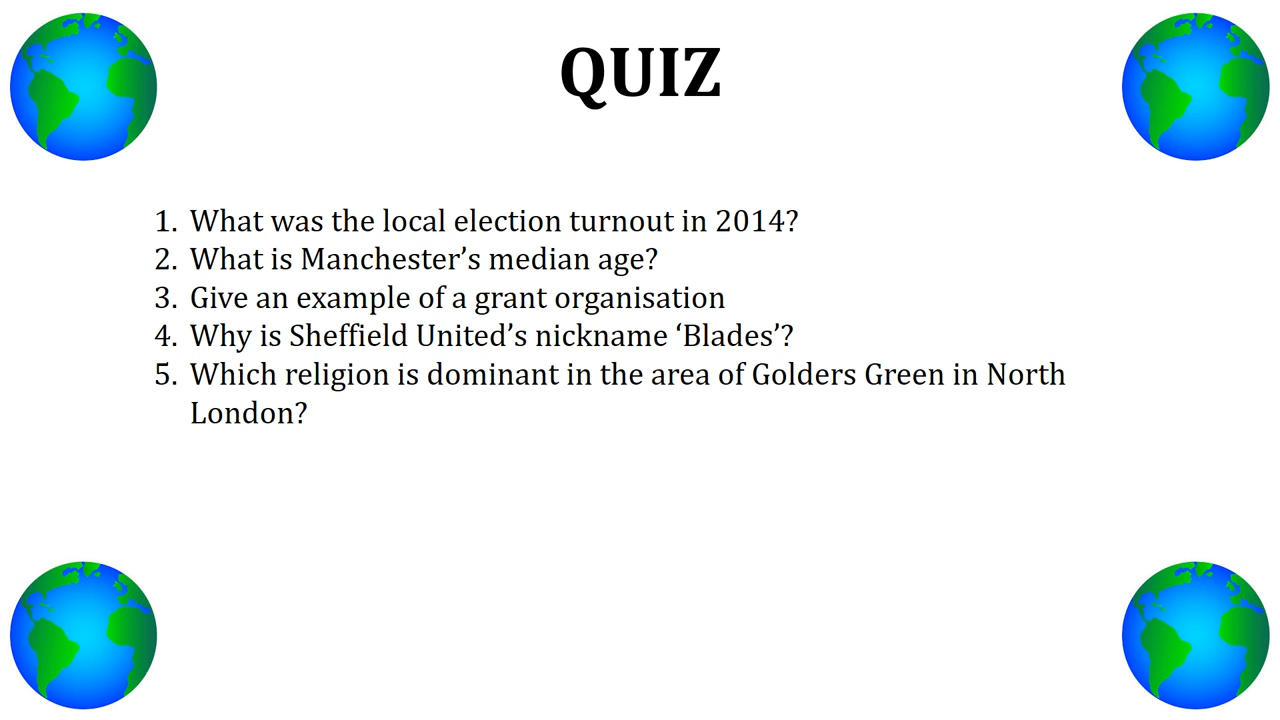 QUIZ
1. What was the local election turnout in 2014?
2. What is Manchester’s median age?
3. Give an example of a grant organisation
4. Why is Sheffield United’s nickname ‘Blades’?
5. Which religion is dominant in the area of Golders Green in North
London?